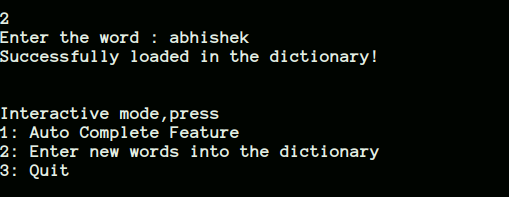 2
Enter the word : abhishek
Successfully loaded in the dictionary!
Interactive mode,press
1: Auto Complete Feature
2: Enter new words into the dictionary
3: Quit